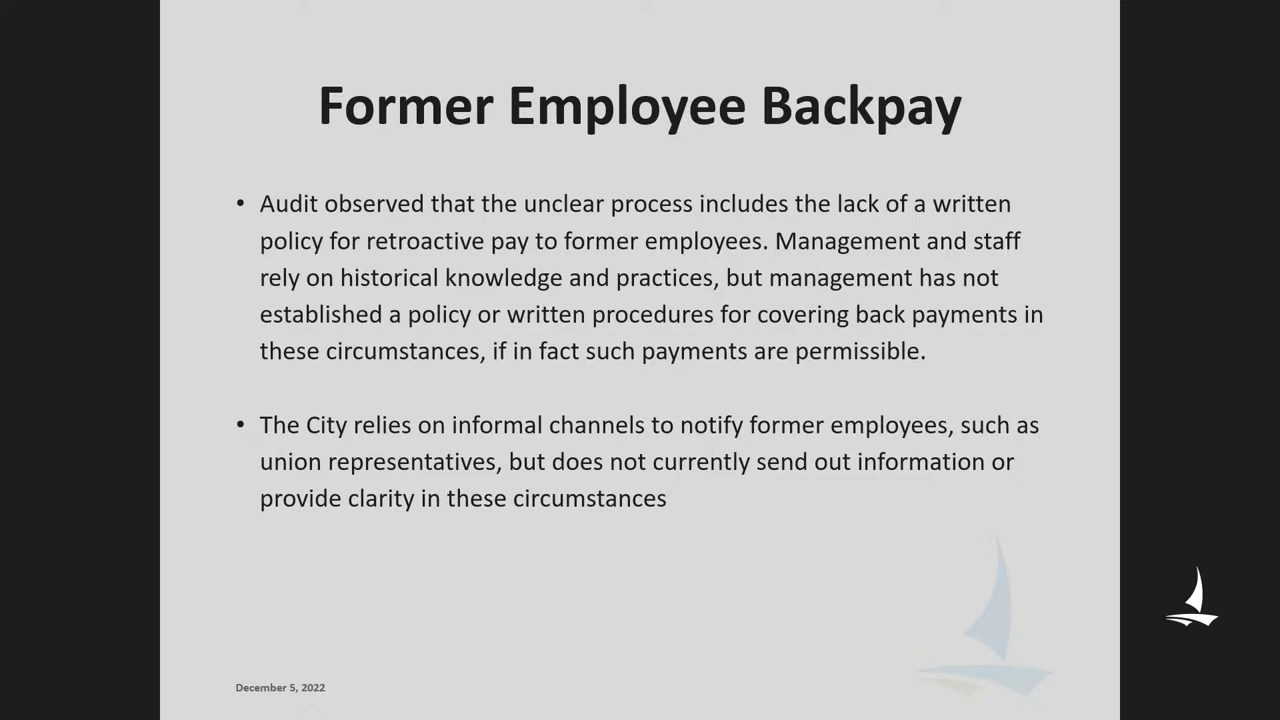 Former Employee Backpay
• Audit observed that the unclear process includes the lack of a written
policy for retroactive pay to former employees. Management and staff
rely on historical knowledge and practices, but management has not
established a policy or written procedures for covering back payments in
these circumstances, if in fact such payments are permissible.
• The City relies on informal channels to notify former employees, such as
union representatives, but does not currently send out information or
provide clarity in these circumstances
December 5, 2022